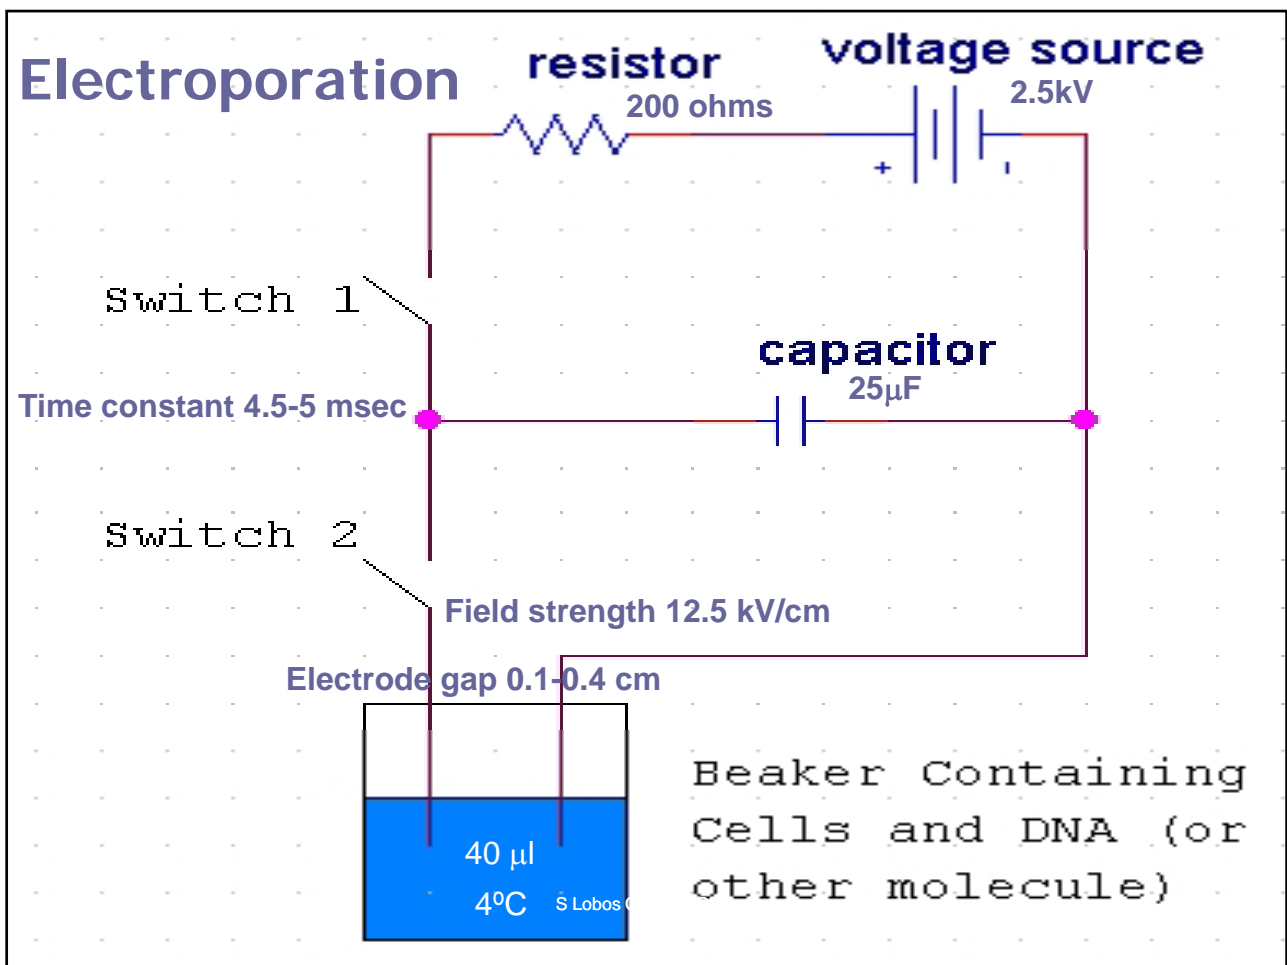 Electroporation
resistor
200 ohms
voltage source
2.5kV
+
Switch 1
capacitor
25μF
Time constant 4.5-5 msec
Switch 2
Field strength 12.5 kV/cm
Electrode gap 0.1-0.4 cm
40 μl
4ºC
S Lobos
Beaker Containing
Cells and DNA (or
other molecule)